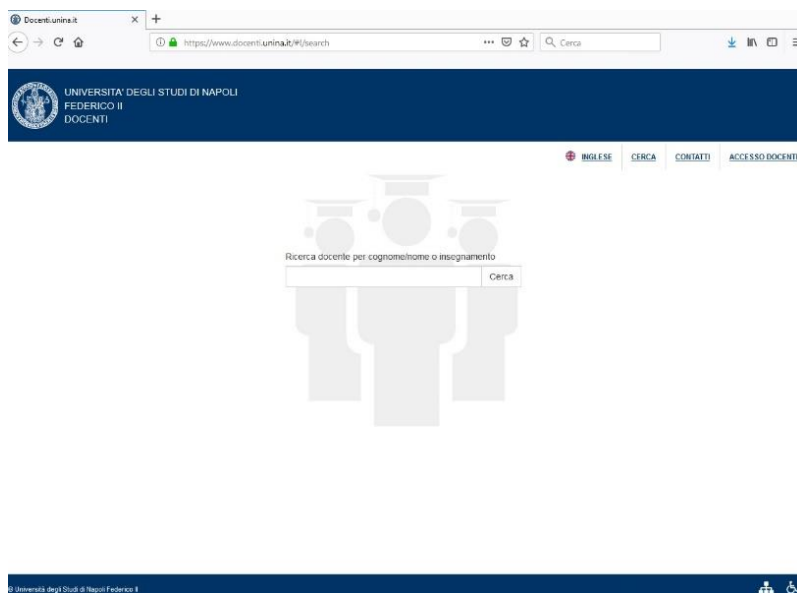 Docenti.unina.it
https://www.docenti.unina.it/#!/search
Cerca
UNIVERSITA' DEGLI STUDI DI NAPOLI
FEDERICO II
DOCENTI
INGLESE CERCA CONTATTI ACCESSO DOCENTI
Ricerca docente per cognome/nome o insegnamento
Cerca
© Università degli Studi di Napoli Federico II